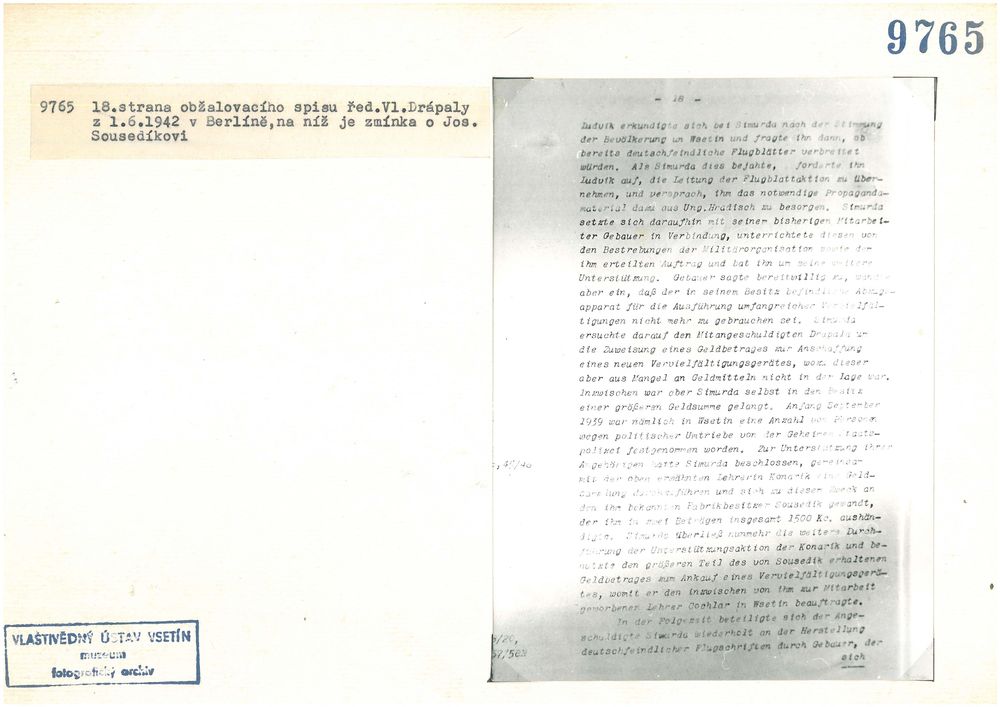 9765
9765 18.strana obžalovacího spisu řed.Vl.Drápaly
z 1.6.1942 v Berlíně,na níž je zmínka o Jos.
Sousedíkovi
- 18 -
Ludvik erkundigte sich bei Simurda nach der Stimmung
der Bevölkerung un Wsetin und fragte ihn dann, ob
bereits deutschfeindliche Flugblätter verbreitet
würden. Als Simurda dies bejahte, forderte ihn
Ludvik auf, die Leitung der Flugblattaktion zu über-
nehmen, und versprach, ihm das notwendige Propaganda-
material dazu aus Ung.Hradisch zu besorgen. Simurda
setzte sich daraufhin mit seiner bisherigen Mitarbei-
ter Gebauer in Verbindung, unterrichtete diesen von
den Bestrebungen der Militärorganisation sowie der
ihm erteilten Auftrag und bat ihn um seine weitere
Unterstützung. Gebauer sagte bereitwillig zu,
aber ein, daß der in seinem Besitz befindliche Abzugs-
apparat für die Ausführung umfangreicher Vervielfäl-
tigungen nicht mehr zu gebrauchen sei. Simurda
ersuchte darauf den Mitangeschuldigten Drapala um
die Zuweisung eines Geldbetrages zur Anschaffung
eines neuen Vervielfältigungsgerätes, wozu dieser
aber aus Mangel an Geldmitteln nicht in der Lage war.
Inzwischen war ober Simurda selbst in den Besitz
einer größeren Geldsumme gelangt. Anfang September
1939 war nämlich in Wsetin eine Anzahl von Personen
wegen politischer Umtriebe von der Geheimen Staats-
polizei festgenommen worden. Zur Unterstützung ihrer
Angehörigen hatte Simurda beschlossen, gemeinsam
mit der oben erwähnten Lehrerin Konarik eine Geld-
sammlung durchzuführen und sich zu diesem Zweck an
den ihm bekannten Fabrikbesitzer Sousedik gewandt,
der ihm in zwei Beträgen insgesamt 1500 Kc. aushän-
digte. Simurda überließ nunmehr die weitere Durch-
führung der Unterstützungsaktion der Konarik und be-
nutzte den größeren Teil des von Sousedik erhaltenen
Geldbetrages zum Ankauf eines Vervielfältigungsgerä-
tes, womit er den inzwischen von ihm zur Mitarbeit
geworbenen Lehrer Cochlar in Wsetin beauftragte.
In der Folgezeit beteiligte sich der Ange-
schuldigte Simurda wiederholt an der Herstellung
deutschfeindlicher Flugschriften durch Gebauer, der
sich
VLASTIVĚDNÝ ÚSTAV VSETÍN
muzeum
fotografický archiv